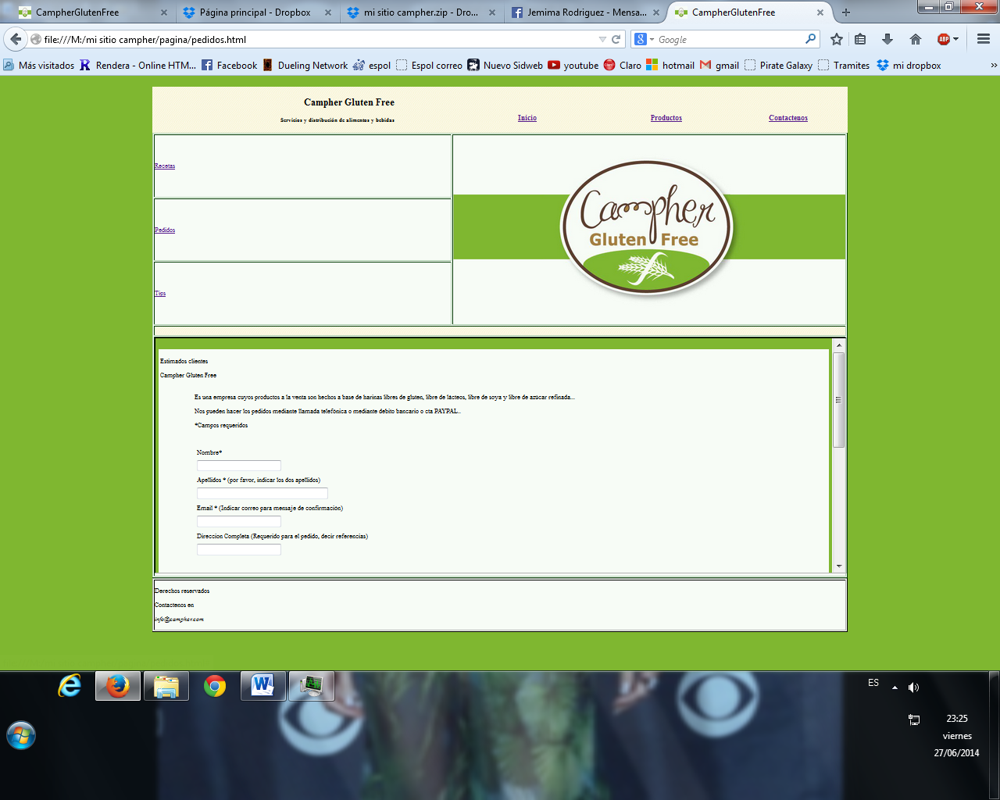 CampherGlutenFree
Página principal - Dropbox
mi sitio campher.zip - Dro...
Jemima Rodriguez - Mensa...
CampherGlutenFree
file:///M:/mi sitio campher/pagina/pedidos.html
Google
ABP
Más visitados
Rendera - Online HTM...
Facebook
Dueling Network
espol
Espol correo
Nuevo Sidweb
youtube
Claro
hotmail
gmail
Pirate Galaxy
Tramites
mi dropbox
Campher Gluten Free
Servicios y distribución de alimentos y bebidas
Inicio
Productos
Contactenos
Recetas
Pedidos
Tips
Campher
Gluten Free
Estimados clientes
Campher Gluten Free
Es una empresa cuyos productos a la venta son hechos a base de harinas libres de gluten, libre de lácteos, libre de soya y libre de azúcar refinada...
Nos pueden hacer los pedidos mediante llamada telefónica o mediante debito bancario o cta PAYPAL..
*Campos requeridos
Nombre*
Apellidos * (por favor, indicar los dos apellidos)
Email * (Indicar correo para mensaje de confirmación)
Direccion Completa (Requerido para el pedido, decir referencias)
Derechos reservados
Contactenos en
info@campher.com
ES
23:25
viernes
27/06/2014